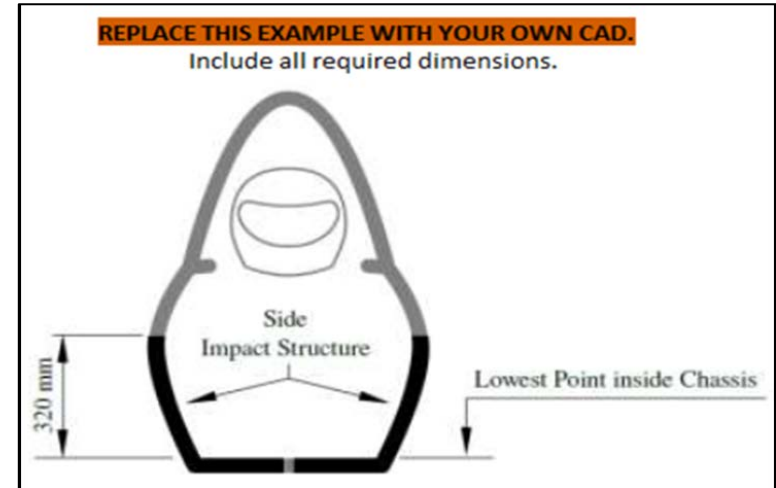 REPLACE THIS EXAMPLE WITH YOUR OWN CAD.
Include all required dimensions.
Side
Impact Structure
320 mm
Lowest Point inside Chassis